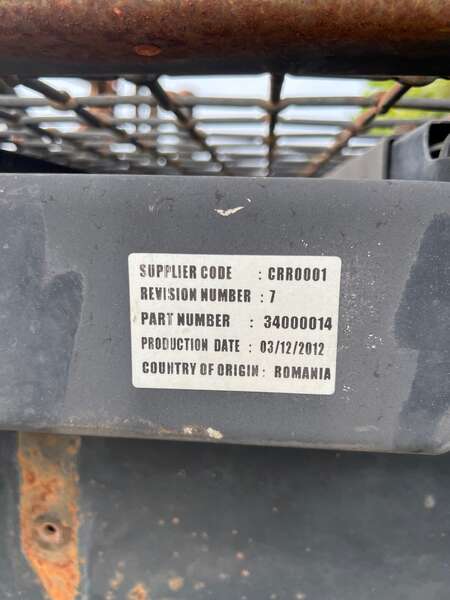 SUPPLIER CODE : CRR0001
REVISION NUMBER : 7
PART NUMBER : 34000014
PRODUCTION DATE : 03/12/2012
COUNTRY OF ORIGIN : ROMANIA